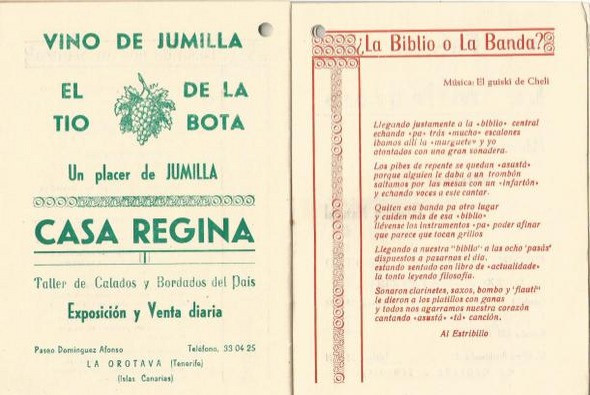 VINO DE JUMILLA
EL DE LA
TIO BOTA
Un placer de JUMILLA
CASA REGINA
Taller de Calados y Bordados del País
Exposición y Venta diaria
Paseo Domínguez Afonso Teléfono, 33 04 25
LA OROTAVA (Tenerife)
(Islas Canarias)
¿La Biblio o La Banda?
Música: El guiski de Cheli
Llegando justamente a la «biblio» central
echando «pa» trás «mucho» escalones
íbamos allí la «murguete» y yo
atontados con una gran sonadera.
Los pibes de repente se quedan «asustá»
porque alguien le daba a un trombón
saltamos por las mesas con un «infartón»
y echando voces a este cantar.
Quiten esa banda pa otro lugar
y cuiden más de esa «biblio»
llévense los instrumentos «pa» poder afinar
que parece que tocan grillos
Llegando a nuestra "biblio" a las ocho 'pasás'
dispuestos a pasarnos el día.
estando sentado con libro de «actualidade»
la tonto leyendo filosofía.
Sonaron clarinetes, saxos, bombo y 'flauti"
le dieron a los platillos con ganas
y todos nos agarramos nuestra corazón
cantando «asustá» «tá» canción.
Al Estribillo